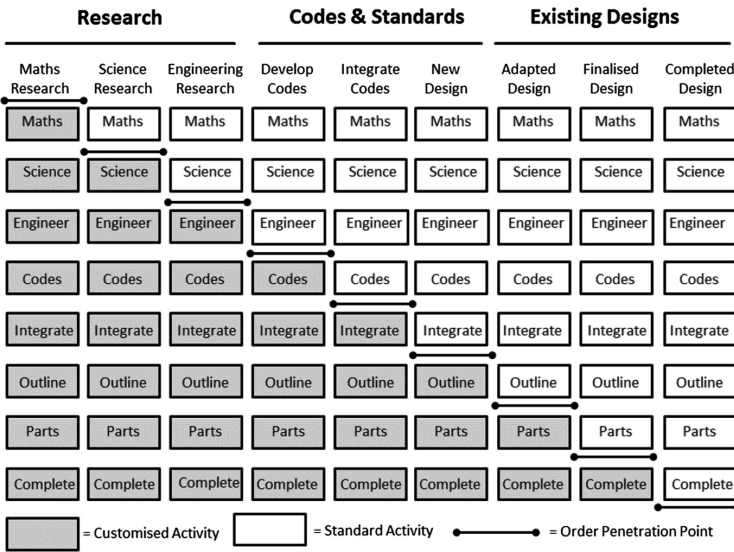 Research Codes & Standards Existing Designs
Maths Science Engineering Develop Integrate New Adapted Finalised Completed
Research Research Research Codes Codes Design Design Design Design
Maths Maths Maths Maths Maths Maths Maths Maths Maths
Science Science Science Science Science Science Science Science Science
Engineer Engineer Engineer Engineer Engineer Engineer Engineer Engineer Engineer
Codes Codes Codes Codes Codes Codes Codes Codes Codes
Integrate Integrate Integrate Integrate Integrate Integrate Integrate Integrate Integrate
Outline Outline Outline Outline Outline Outline Outline Outline Outline
Parts Parts Parts Parts Parts Parts Parts Parts Parts
Complete Complete Complete Complete Complete Complete Complete Complete Complete
= Customised Activity = Standard Activity = Order Penetration Point